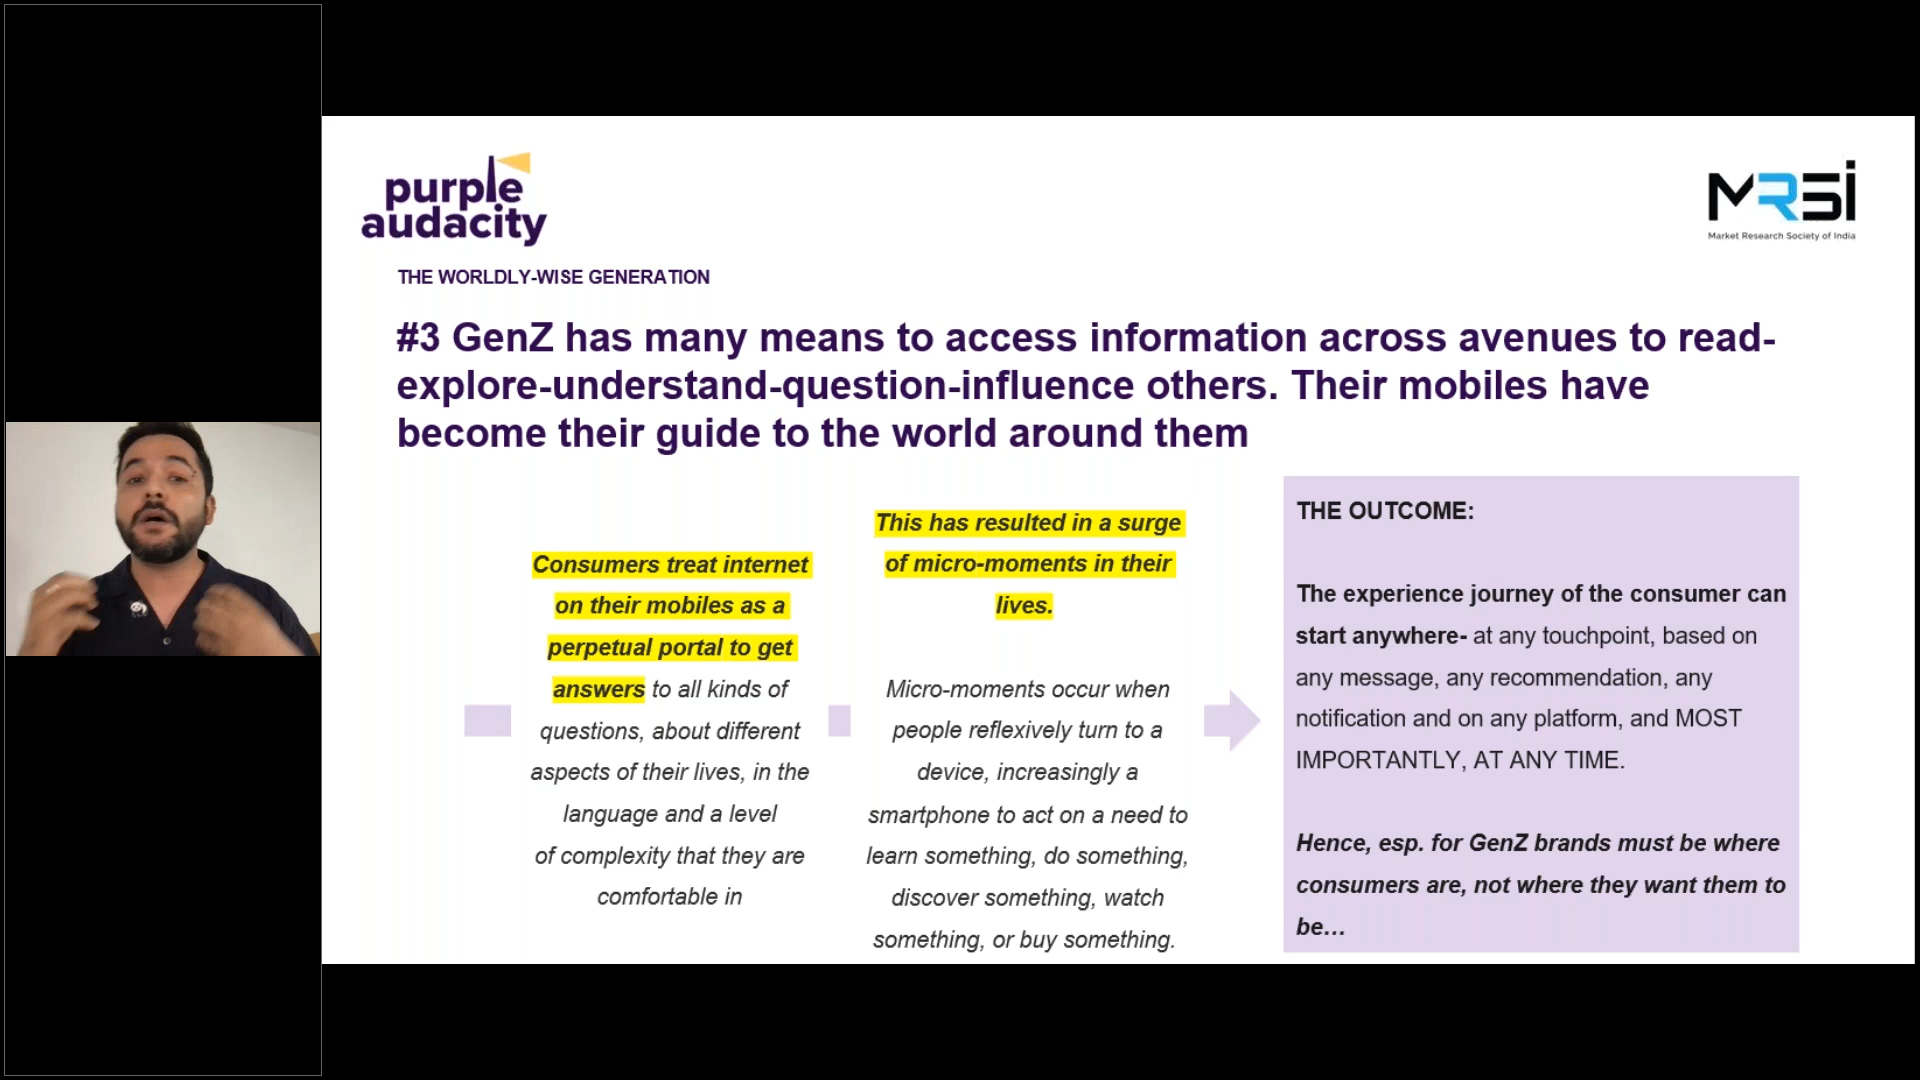 purple
audacity
MRSI
Market Research Society of India
THE WORLDLY-WISE GENERATION
#3 GenZ has many means to access information across avenues to read-
explore-understand-question-influence others. Their mobiles have
become their guide to the world around them
Consumers treat internet
on their mobiles as a
perpetual portal to get
answers to all kinds of
questions, about different
aspects of their lives, in the
language and a level
of complexity that they are
comfortable in
This has resulted in a surge
of micro-moments in their
lives.
Micro-moments occur when
people reflexively turn to a
device, increasingly a
smartphone to act on a need to
learn something, do something,
discover something, watch
something, or buy something.
THE OUTCOME:
The experience journey of the consumer can
start anywhere- at any touchpoint, based on
any message, any recommendation, any
notification and on any platform, and MOST
IMPORTANTLY, AT ANY TIME.
Hence, esp. for GenZ brands must be where
consumers are, not where they want them to
be…